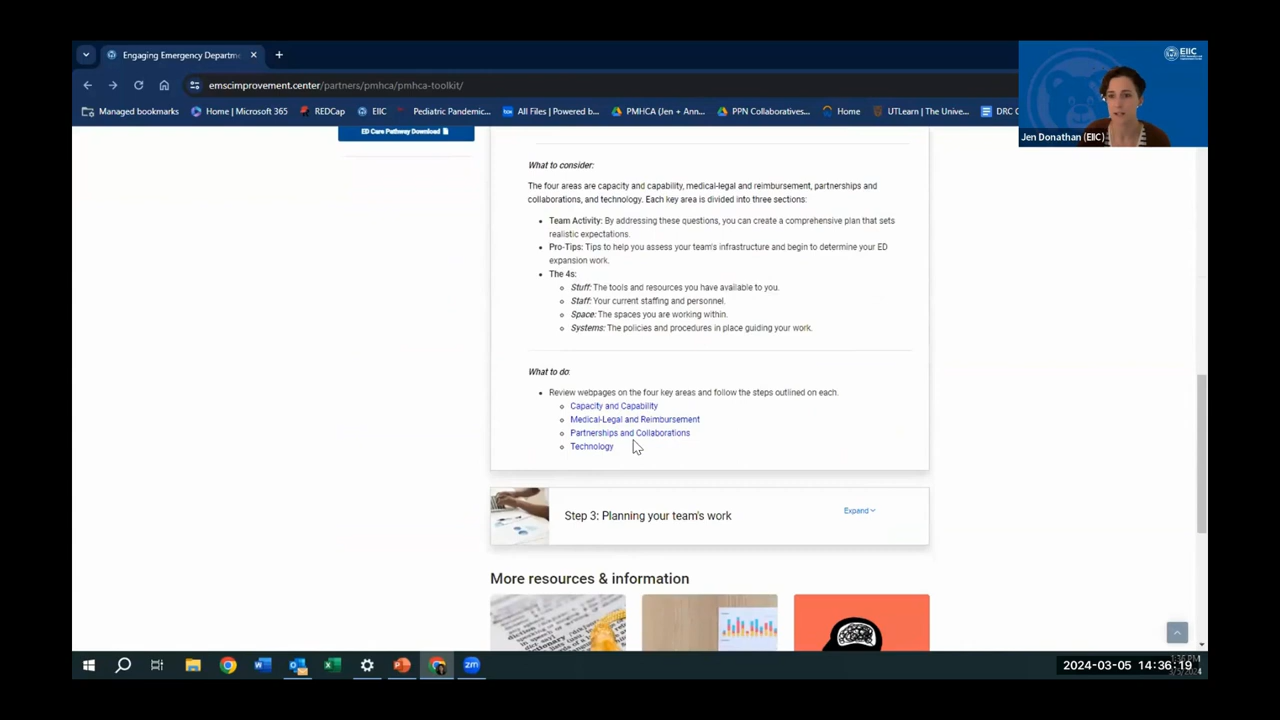 Engaging Emergency Departme
emscimprovement.center/partners/pmhca/pmhca-toolkit/
Managed bookmarks
Home | Microsoft 365
REDCap
EIIC
Pediatric Pandemic...
All Files | Powered b...
PMHCA (Jen + Ann...
PPN Collaboratives...
Home
UTLearn | The Unive...
DRC
EIIC
Jen Donathan (EIIC)
ED Care Pathway Download
What to consider:
The four areas are capacity and capability, medical-legal and reimbursement, partnerships and
collaborations, and technology. Each key area is divided into three sections:
Team Activity: By addressing these questions, you can create a comprehensive plan that sets
realistic expectations.
Pro-Tips: Tips to help you assess your team's infrastructure and begin to determine your ED
expansion work.
The 4s:
Stuff: The tools and resources you have available to you.
Staff: Your current staffing and personnel.
Space: The spaces you are working within.
Systems: The policies and procedures in place guiding your work.
What to do:
Review webpages on the four key areas and follow the steps outlined on each.
Capacity and Capability
Medical-Legal and Reimbursement
Partnerships and Collaborations
Technology
Step 3: Planning your team's work
Expand
More resources & information
zm
2024-03-05 14:36:19